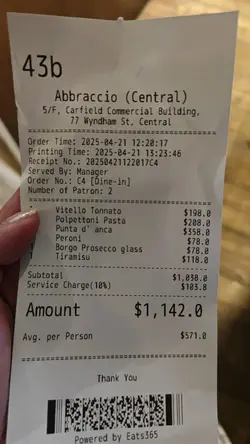 43b
Abbraccio (Central)
5/F, Carfield Commercial Building,
77 Wyndham St, Central
Order Time: 2025-04-21 12:20:17
Printing Time: 2025-04-21 13:23:46
Receipt No.: 20250421122017C4
Served By: Manager
Order No.: C4 [Dine-in]
Number of Patron: 2
Vitello Tonnato $198.0
Polpettoni Pasta $208.0
Punta d' anca $358.0
Peroni $78.0
Borgo Prosecco glass $78.0
Tiramisu $118.0
Subtotal $1,038.0
Service Charge(10%) $103.8
Amount $1,142.0
Avg. per Person $571.0
Thank You
Powered by Eats365